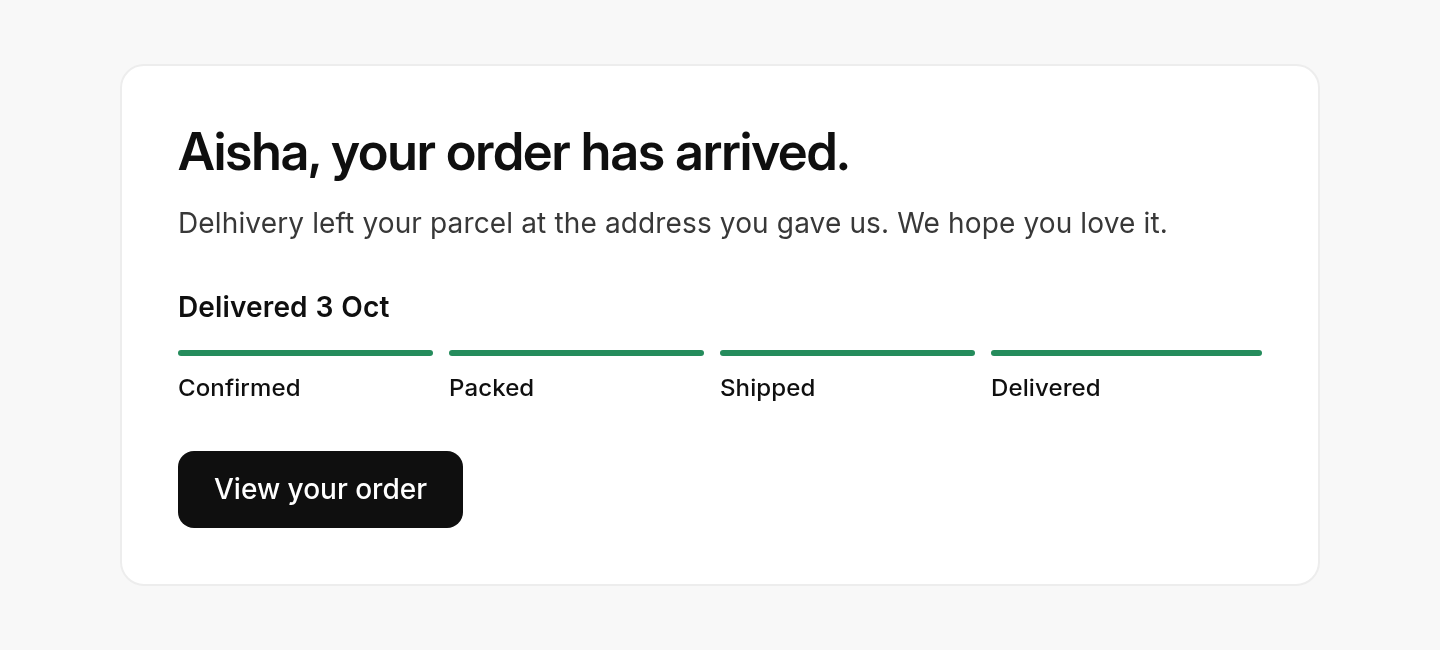 Aisha, your order has arrived.
Delhivery left your parcel at the address you gave us. We hope you love it.
Delivered 3 Oct
Confirmed
Packed
Shipped
Delivered
View your order